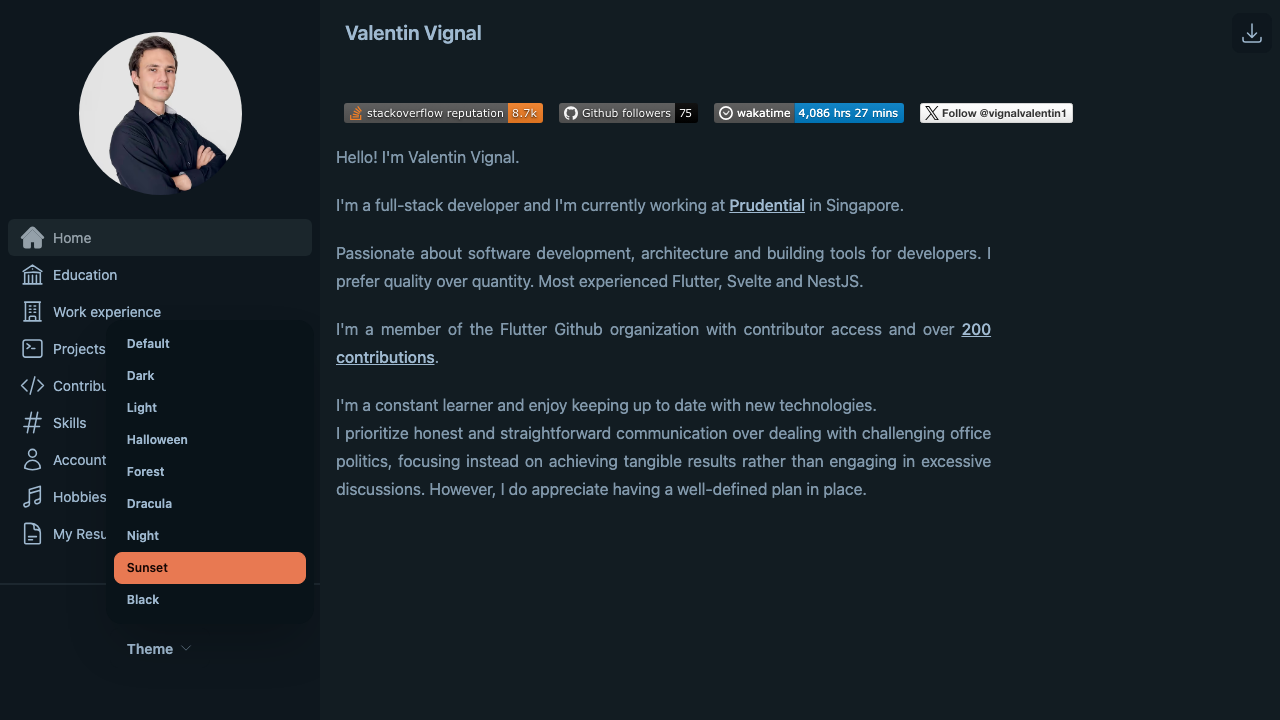 Valentin Vignal
stackoverflow reputation 8.7k
Github followers 75
wakatime 4,086 hrs 27 mins
Follow @vignalvalentin1
Home
Education
Work experience
Projects
Contribu
Skills
Account
Hobbies
My Resu
Default
Dark
Light
Halloween
Forest
Dracula
Night
Sunset
Black
Theme
Hello! I'm Valentin Vignal.
I'm a full-stack developer and I'm currently working at Prudential in Singapore.
Passionate about software development, architecture and building tools for developers. I
prefer quality over quantity. Most experienced Flutter, Svelte and NestJS.
I'm a member of the Flutter Github organization with contributor access and over 200
contributions.
I'm a constant learner and enjoy keeping up to date with new technologies.
I prioritize honest and straightforward communication over dealing with challenging office
politics, focusing instead on achieving tangible results rather than engaging in excessive
discussions. However, I do appreciate having a well-defined plan in place.